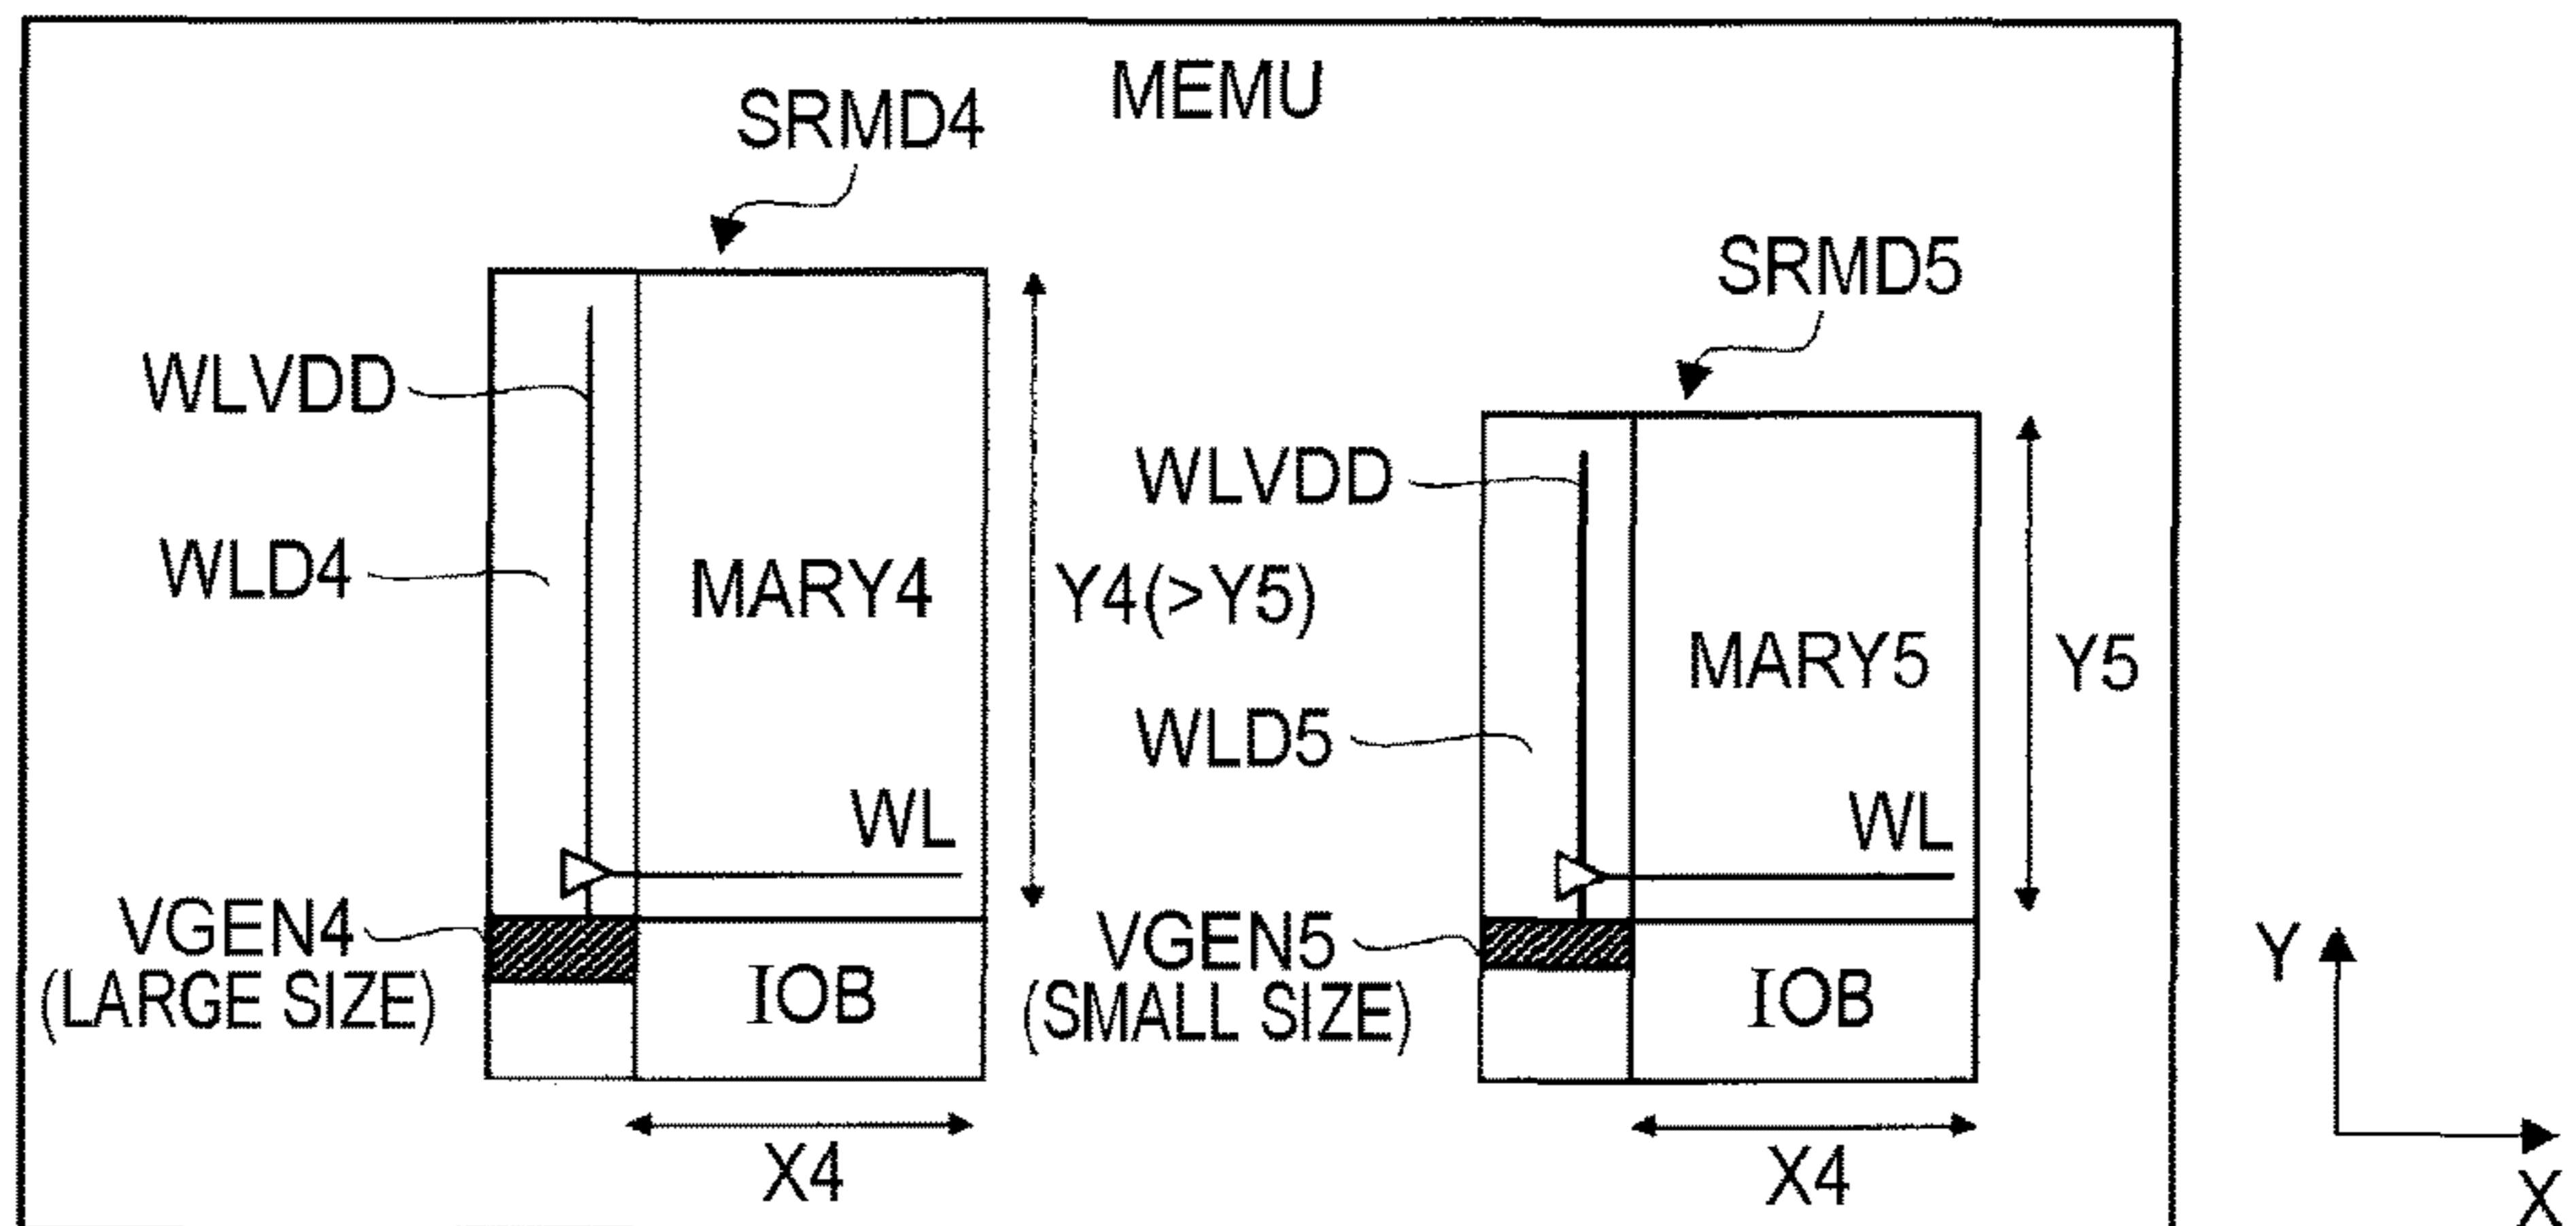 MEMU
SRMD4
SRMD5
WLVDD
WLVDD
WLD4
MARY4
Y4(>Y5)
MARY5
Y5
WLD5
WL
WL
VGEN4
(LARGE SIZE)
IOB
VGEN5
(SMALL SIZE)
IOB
Y
X4
X4
X